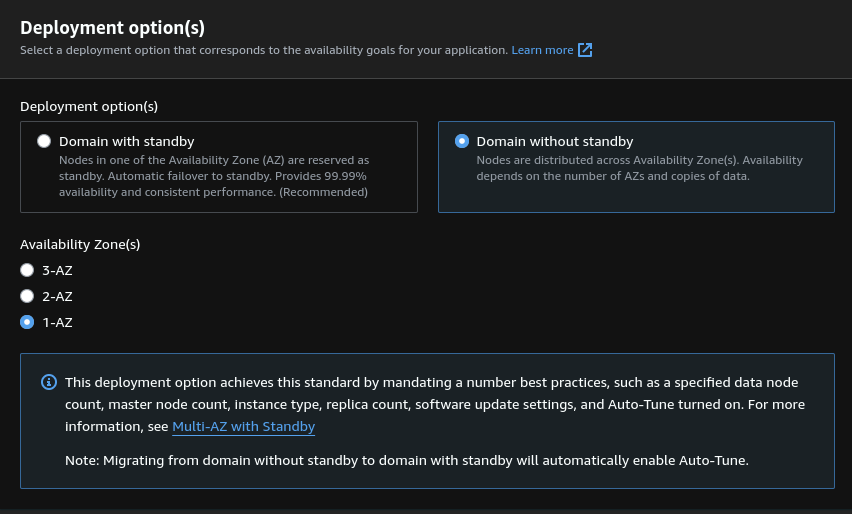 Deployment option(s)
Select a deployment option that corresponds to the availability goals for your application. Learn more
Deployment option(s)
Domain with standby
Nodes in one of the Availability Zone (AZ) are reserved as
standby. Automatic failover to standby. Provides 99.99%
availability and consistent performance. (Recommended)
Domain without standby
Nodes are distributed across Availability Zone(s). Availability
depends on the number of AZs and copies of data.
Availability Zone(s)
3-AZ
2-AZ
1-AZ
This deployment option achieves this standard by mandating a number best practices, such as a specified data node
count, master node count, instance type, replica count, software update settings, and Auto-Tune turned on. For more
information, see Multi-AZ with Standby
Note: Migrating from domain without standby to domain with standby will automatically enable Auto-Tune.